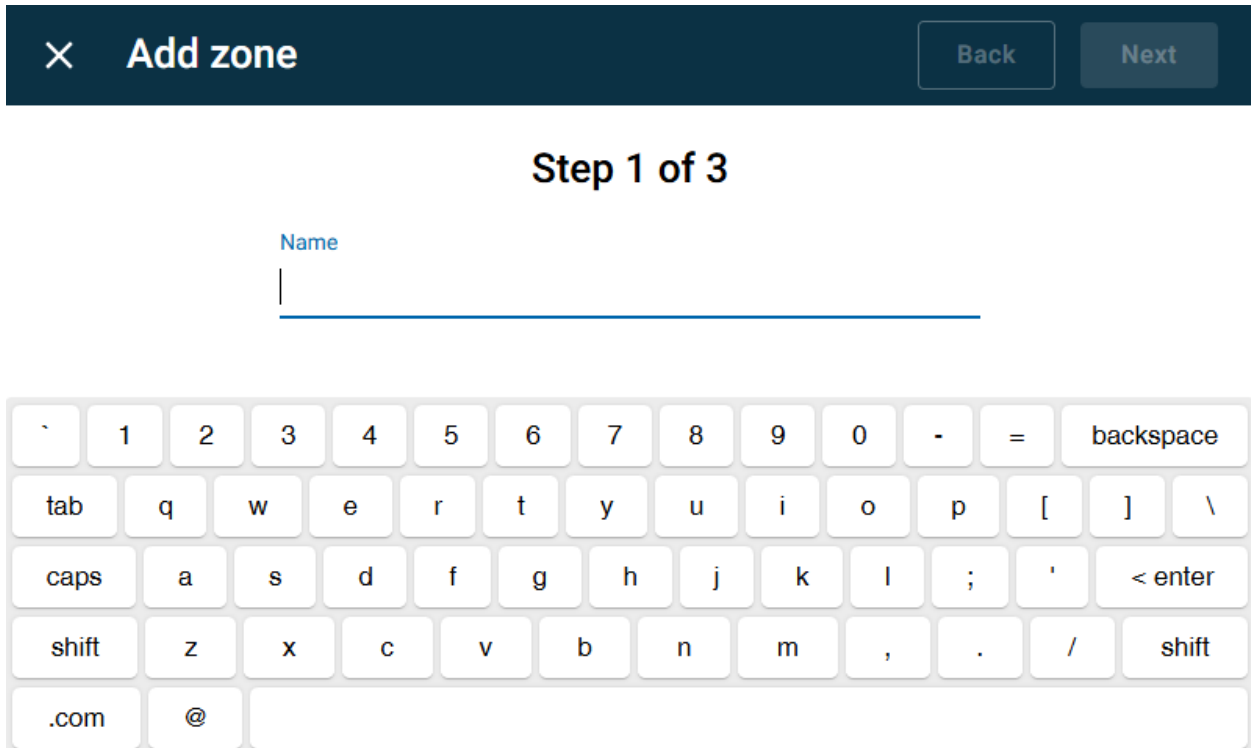 Add zone Back Next
Step 1 of 3
Name
` 1 2 3 4 5 6 7 8 9 0 - = backspace
tab q w e r t y u i o p [ ] \
caps a s d f g h j k l ; ' < enter
shift z x c v b n m , . / shift
.com @